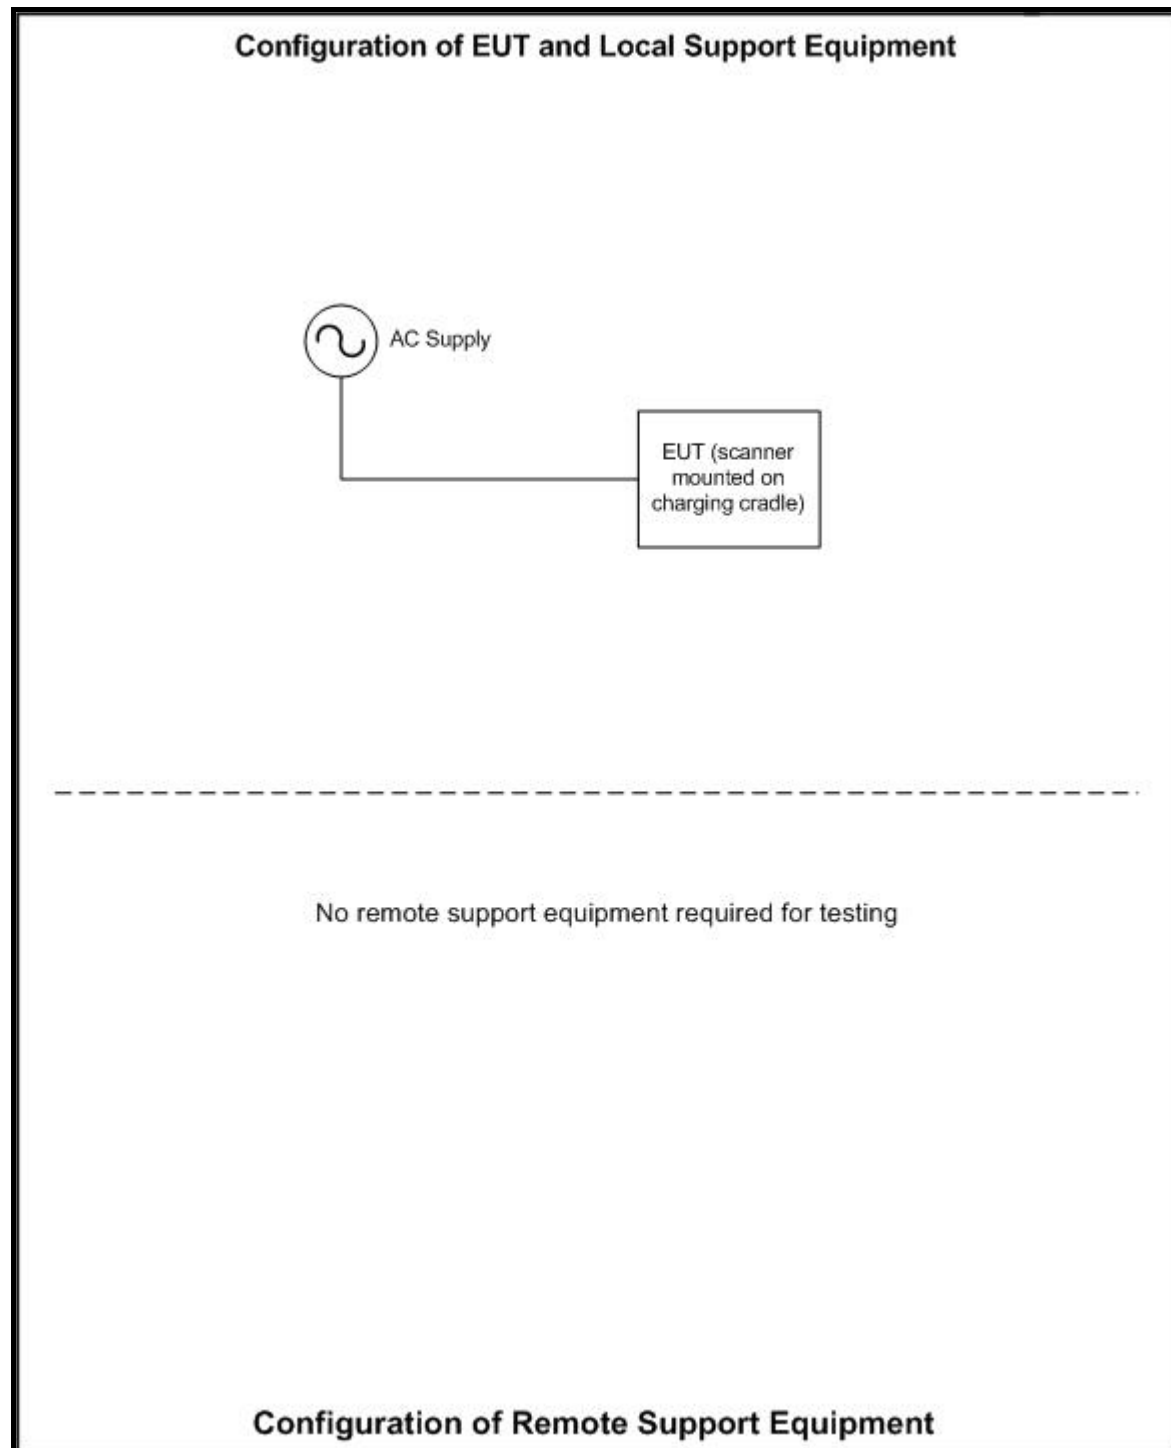 Configuration of EUT and Local Support Equipment
AC Supply
EUT (scanner
mounted on
charging cradle)
No remote support equipment required for testing
Configuration of Remote Support Equipment